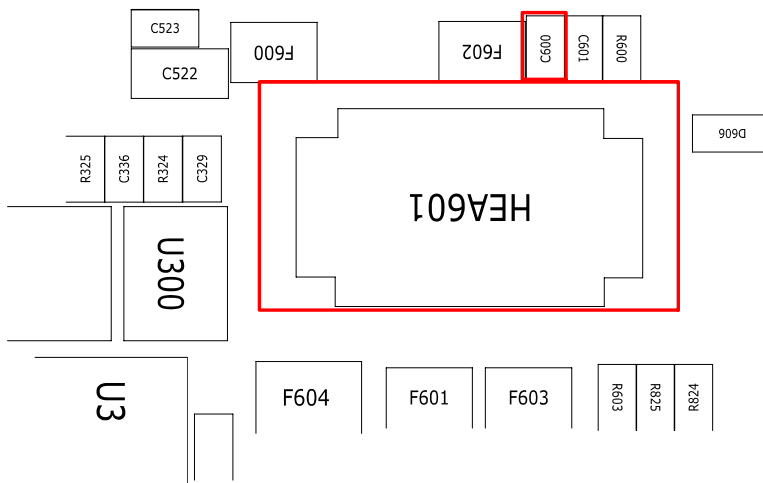 C523
C522
F600
F602
C600
C601
R600
D606
R325
C336
R324
C329
HEA601
U300
U3
F604
F601
F603
R603
R825
R824